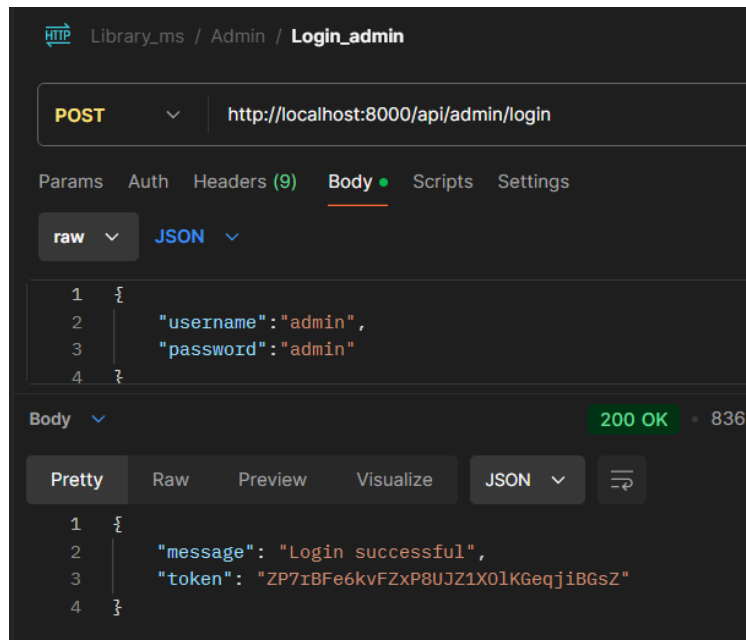 HTTP Library_ms / Admin / Login_admin
POST http://localhost:8000/api/admin/login
Params Auth Headers (9) Body Scripts Settings
raw JSON
1 {
2 "username":"admin",
3 "password":"admin"
4 }
Body 200 OK • 836
Pretty Raw Preview Visualize JSON
1 {
2 "message": "Login successful",
3 "token": "ZP7rBFe6kvFZxP8UJZ1XOlKGeqjiBGsZ"
4 }